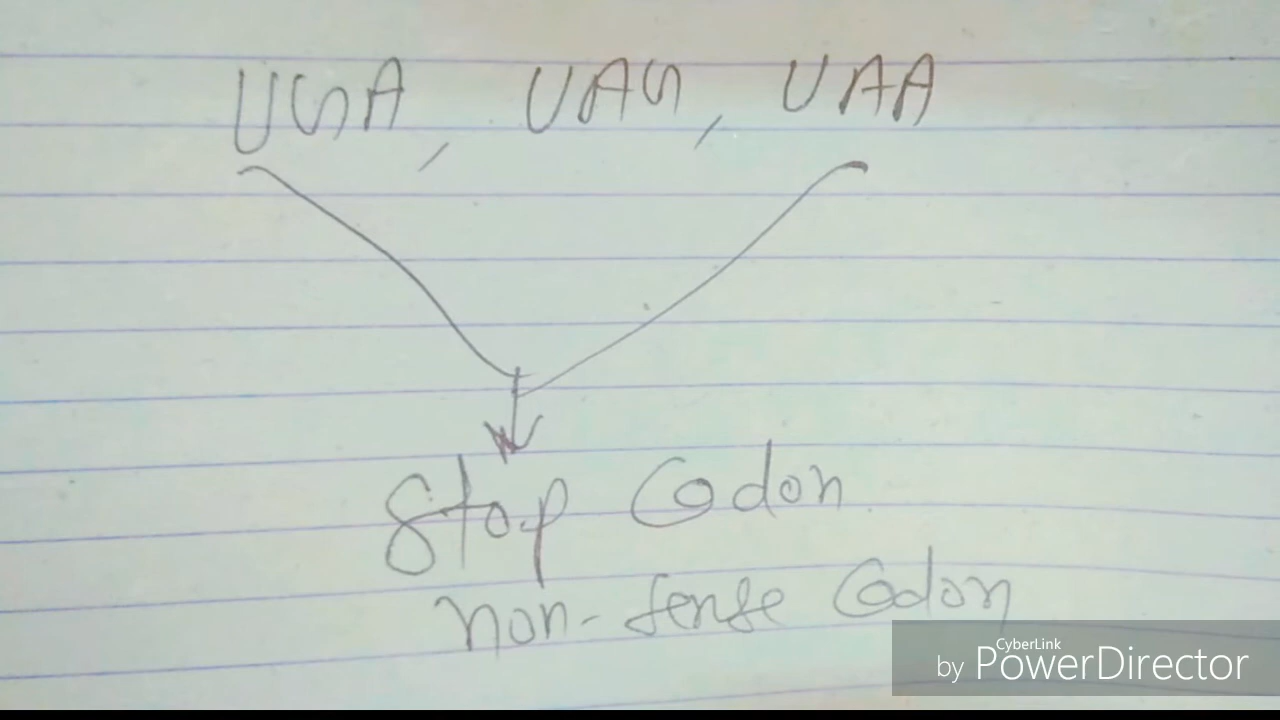 UGA, UAG, UAA
Stop Codon
non-sense Codon
CyberLink
by PowerDirector